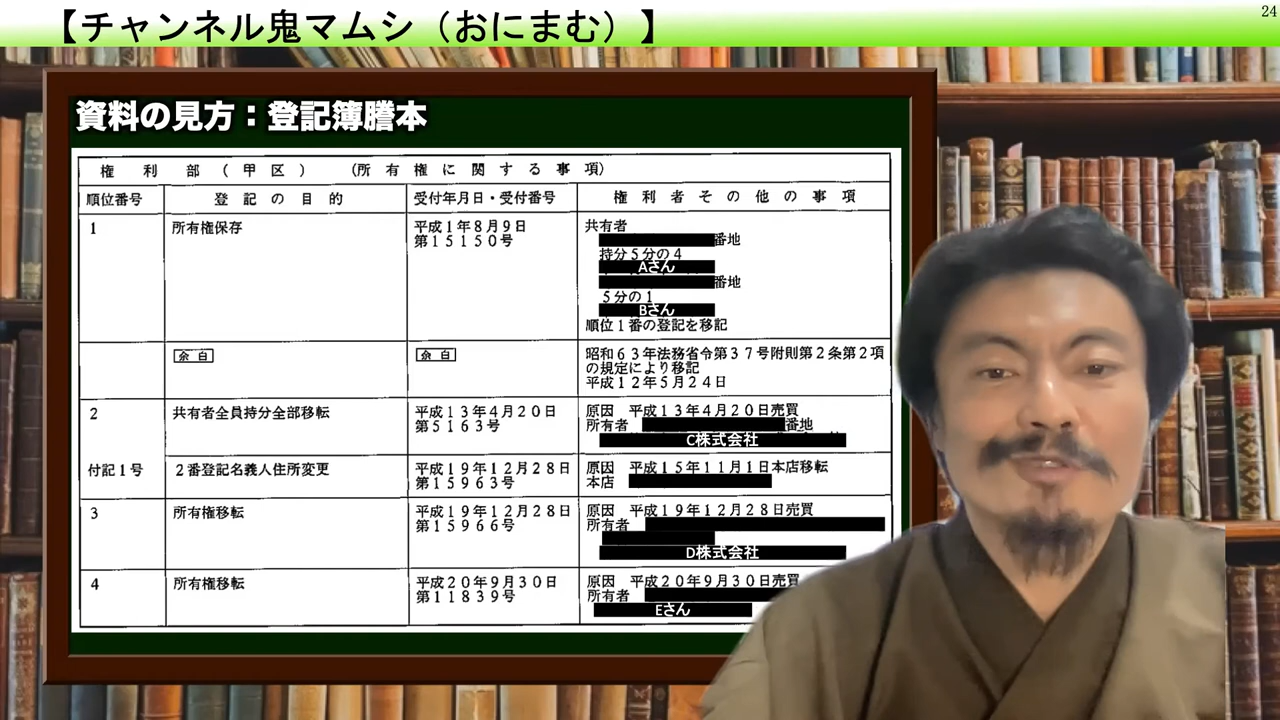 【チャンネル鬼マムシ（おにまむ）】
24
資料の見方：登記簿謄本
権利部（甲区）（所有権に関する事項）
順位番号 登記の目的 受付年月日・受付番号 権利者その他の事項
1 所有権保存 平成1年8月9日 共有者
第15150号 番地
持分5分の4
Aさん
番地
5分の1
Bさん
順位1番の登記を移記
余白 余白 昭和63年法務省令第37号附則第2条第2項
の規定により移記
平成12年5月24日
2 共有者全員持分全部移転 平成13年4月20日 原因 平成13年4月20日売買
第5163号 所有者 番地
C株式会社
付記1号 2番登記名義人住所変更 平成19年12月28日 原因 平成15年11月1日本店移転
第15963号 本店
3 所有権移転 平成19年12月28日 原因 平成19年12月28日売買
第15966号 所有者
D株式会社
4 所有権移転 平成20年9月30日 原因 平成20年9月30日売買
第11839号 所有者
Eさん